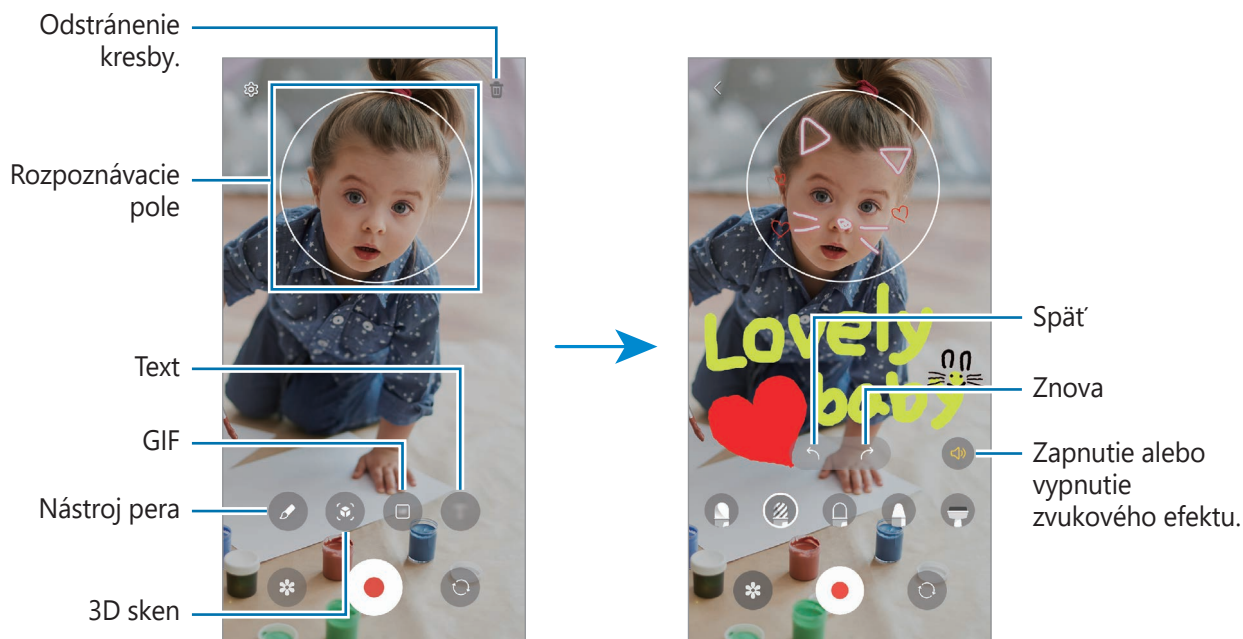 Odstránenie
kresby.
Rozpoznávacie
pole
Text
GIF
Nástroj pera
3D sken
Lovely
baby
Späť
Znova
Zapnutie alebo
vypnutie
zvukového efektu.